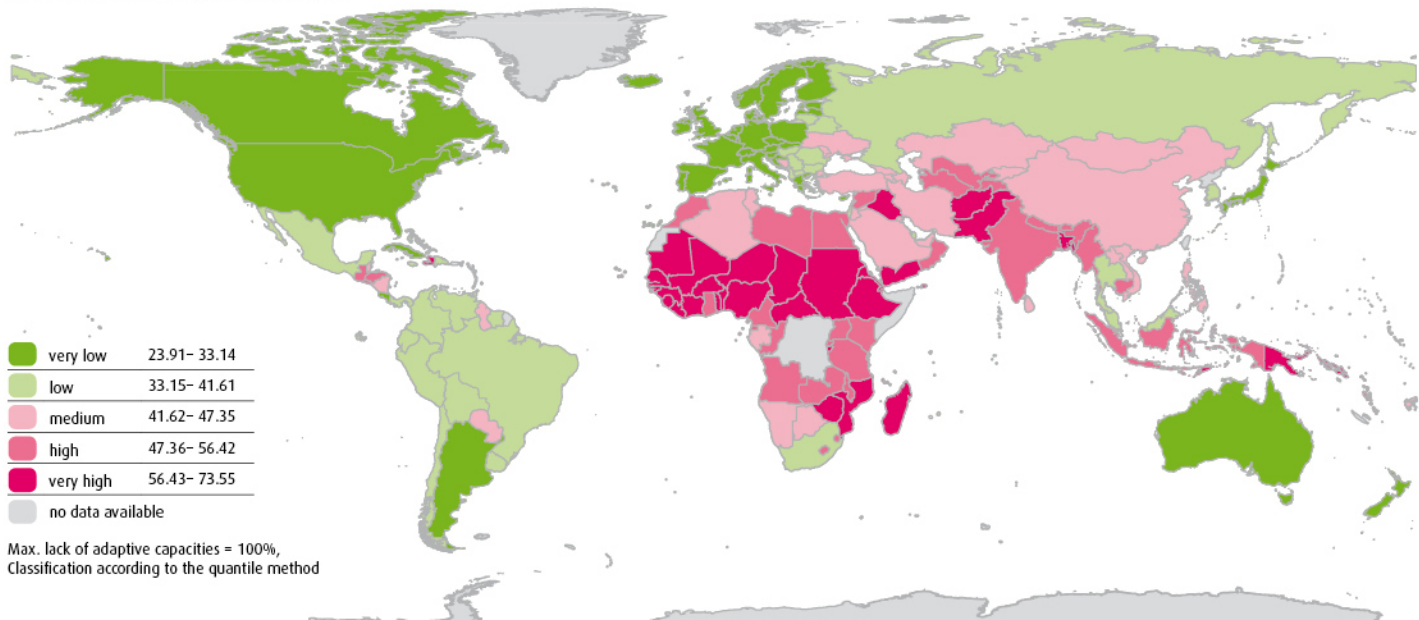 very low 23.91– 33.14
low 33.15– 41.61
medium 41.62– 47.35
high 47.36– 56.42
very high 56.43– 73.55
no data available
Max. lack of adaptive capacities = 100%,
Classification according to the quantile method